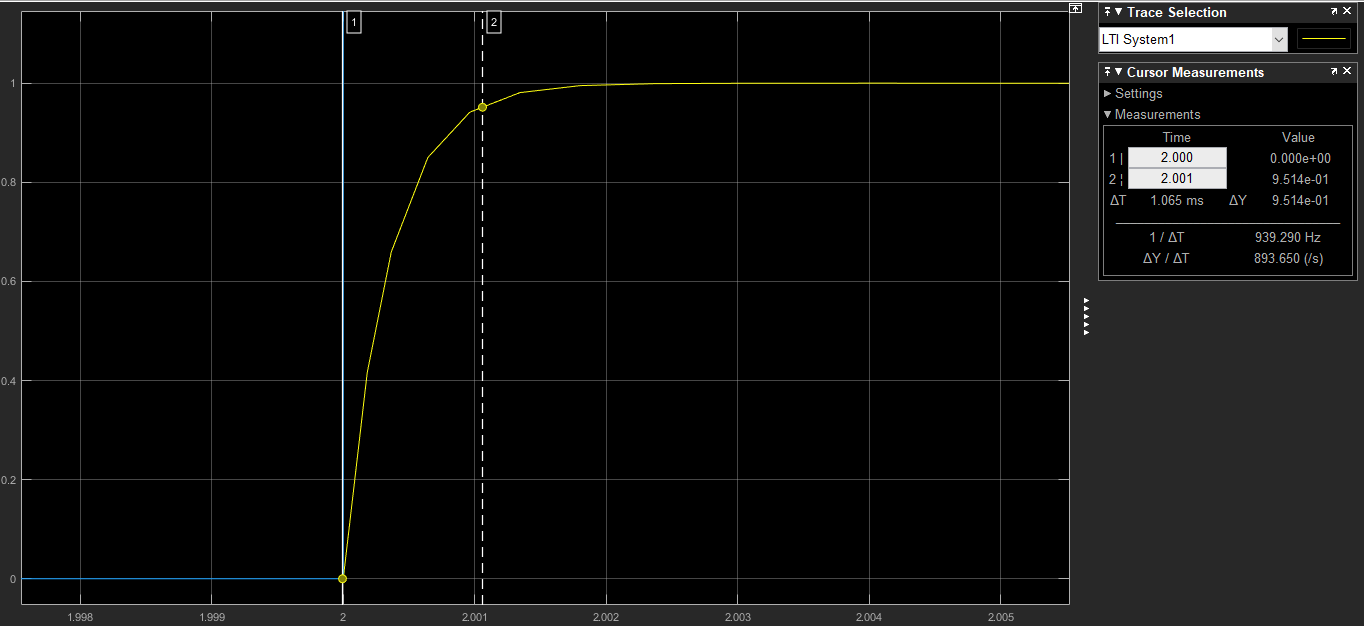 1
2
1
0.8
0.6
0.4
0.2
0
1.998 1.999 2 2.001 2.002 2.003 2.004 2.005
Trace Selection
LTI System1
Cursor Measurements
Settings
Measurements
Time Value
1 | 2.000 0.000e+00
2 ¦ 2.001 9.514e-01
ΔT 1.065 ms ΔY 9.514e-01
1 / ΔT 939.290 Hz
ΔY / ΔT 893.650 (/s)